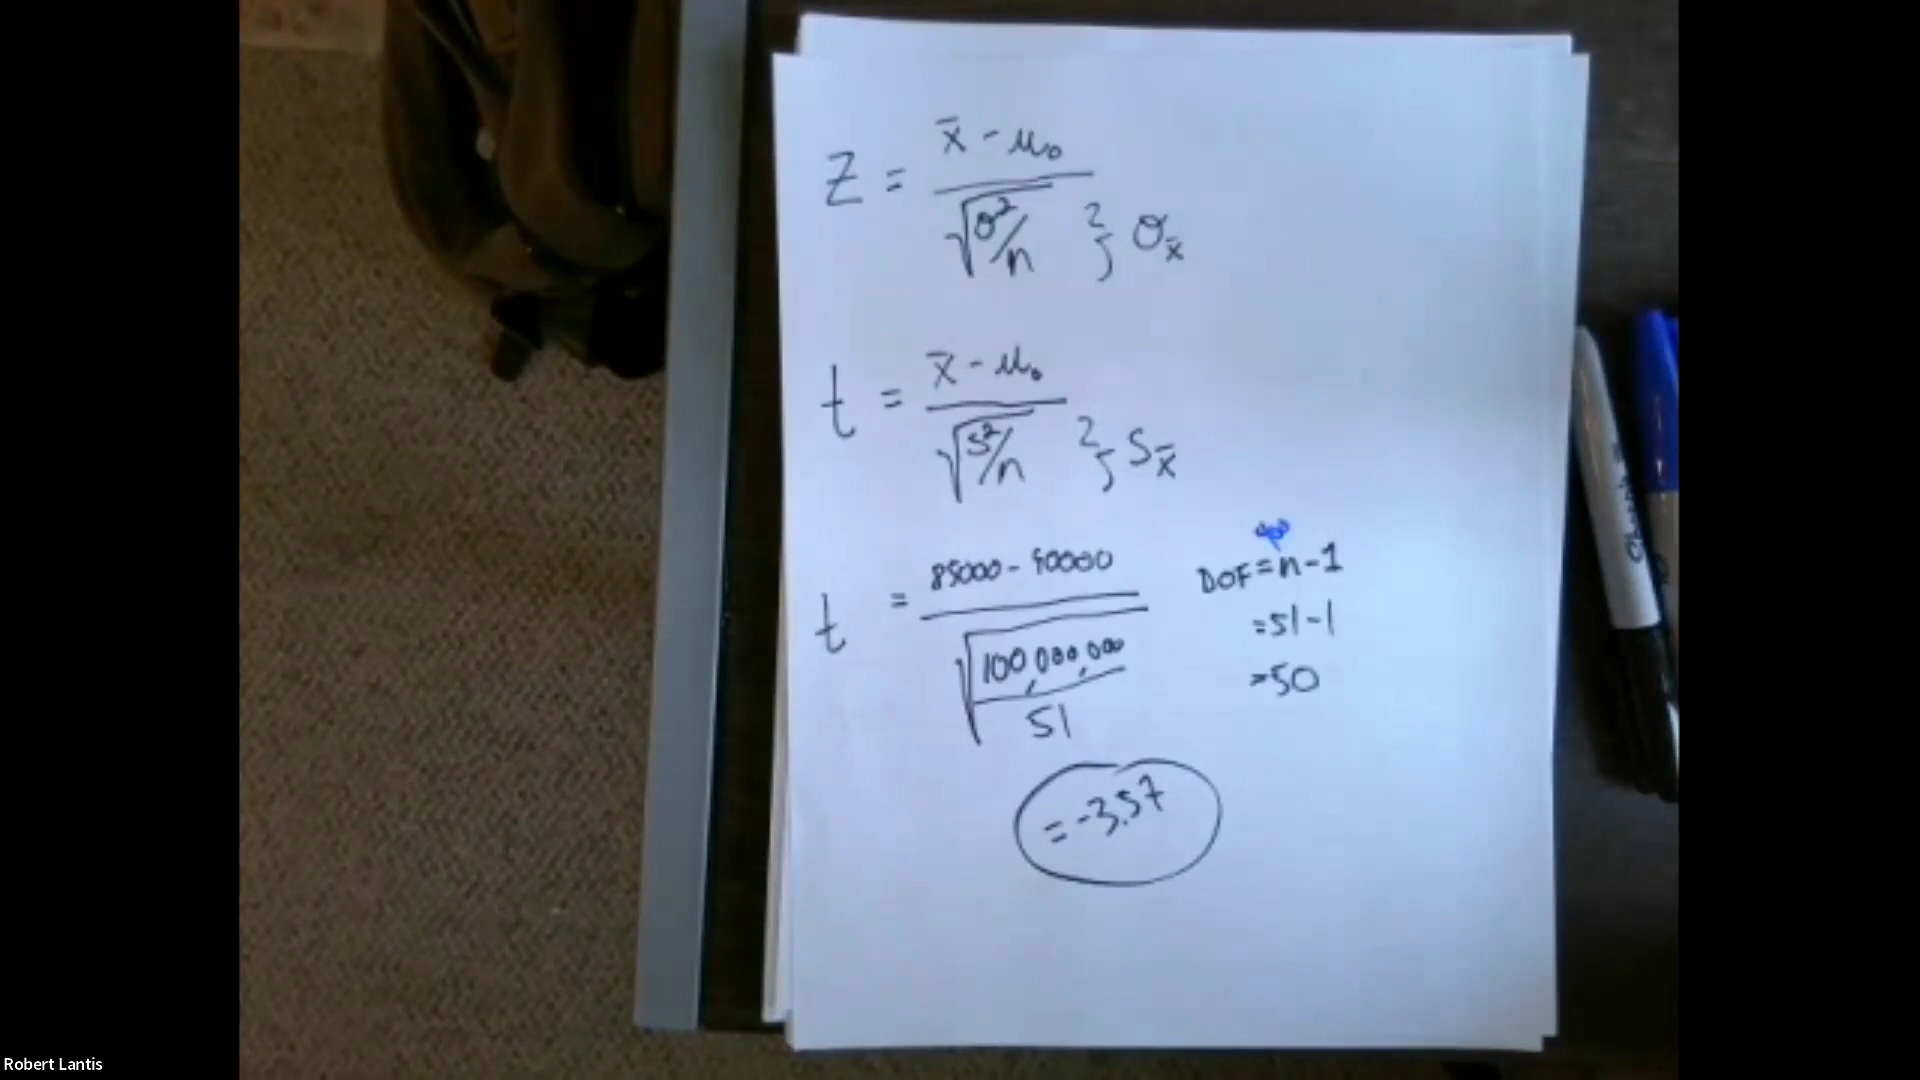 Z = x̄ - μ₀
√σ²/n } σx̄
t = x̄ - μ₀
√s²/n } Sx̄
t = 85000 - 90000
√100,000,000
51
= -3.57
DOF = n - 1
= 51 - 1
= 50
Robert Lantis